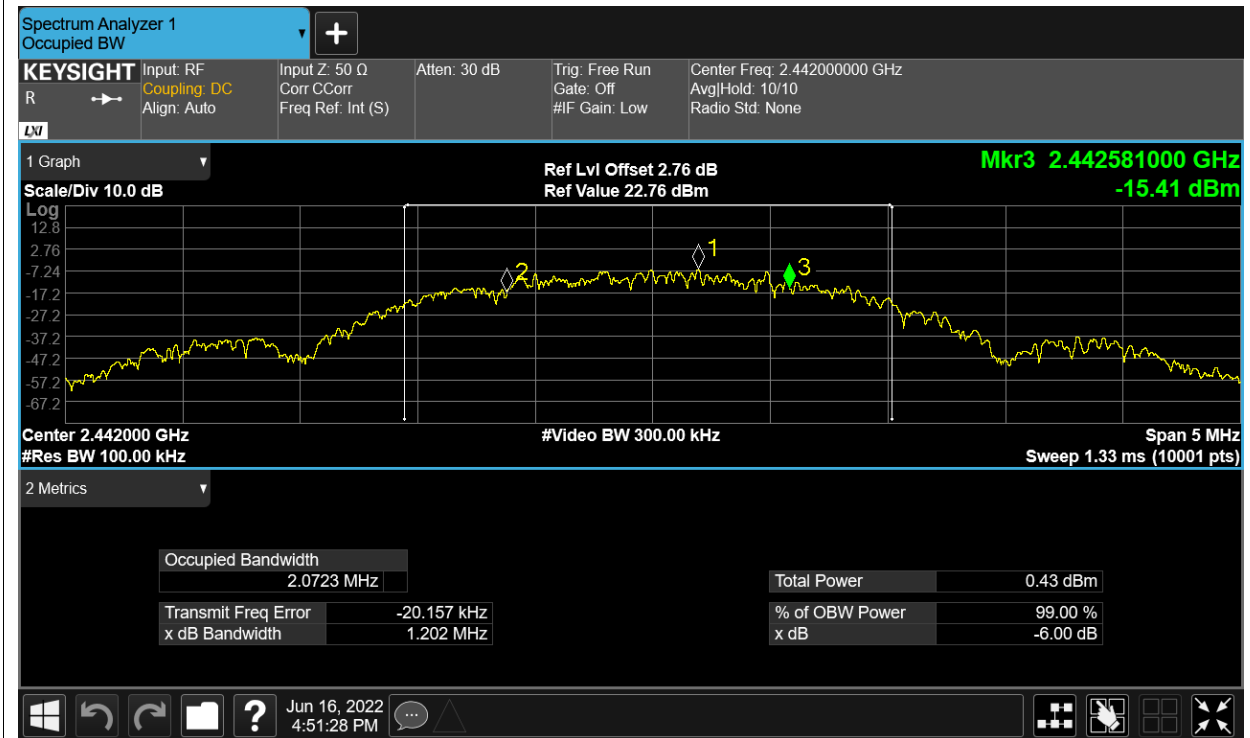 Spectrum Analyzer 1
Occupied BW
KEYSIGHT
R
LXI
Input: RF
Coupling: DC
Align: Auto
Input Z: 50 Ω
Corr CCorr
Freq Ref: Int (S)
Atten: 30 dB
Trig: Free Run
Gate: Off
#IF Gain: Low
Center Freq: 2.442000000 GHz
Avg|Hold: 10/10
Radio Std: None
1 Graph
Scale/Div 10.0 dB
Ref Lvl Offset 2.76 dB
Ref Value 22.76 dBm
Mkr3 2.442581000 GHz
-15.41 dBm
Log
12.8
2.76
-7.24
-17.2
-27.2
-37.2
-47.2
-57.2
-67.2
1
2
3
Center 2.442000 GHz
#Video BW 300.00 kHz
Span 5 MHz
#Res BW 100.00 kHz
Sweep 1.33 ms (10001 pts)
2 Metrics
Occupied Bandwidth
2.0723 MHz
Total Power 0.43 dBm
Transmit Freq Error -20.157 kHz
% of OBW Power 99.00 %
x dB Bandwidth 1.202 MHz
x dB -6.00 dB
?
Jun 16, 2022
4:51:28 PM